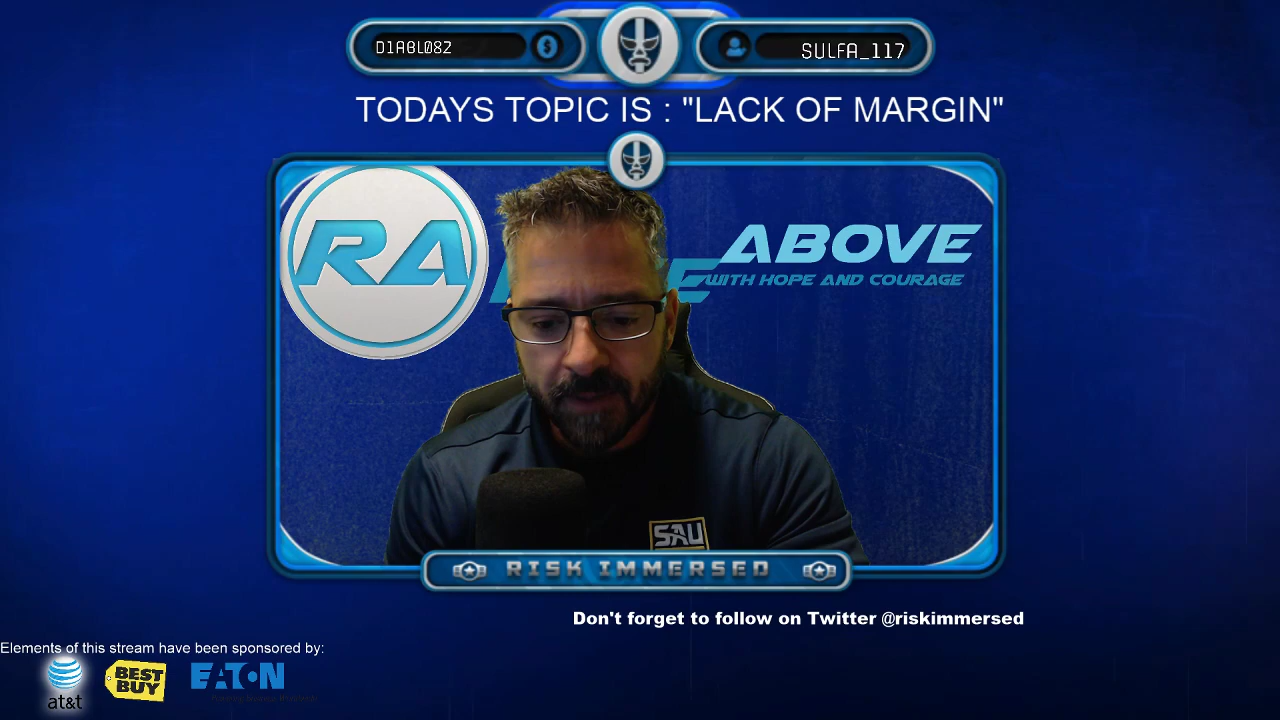 D1ABL082
SULFA_117
TODAYS TOPIC IS : "LACK OF MARGIN"
RA
ABOVE
WITH HOPE AND COURAGE
SAU
RISK IMMERSED
Don't forget to follow on Twitter @riskimmersed
Elements of this stream have been sponsored by:
at&t
BEST
BUY
EATON